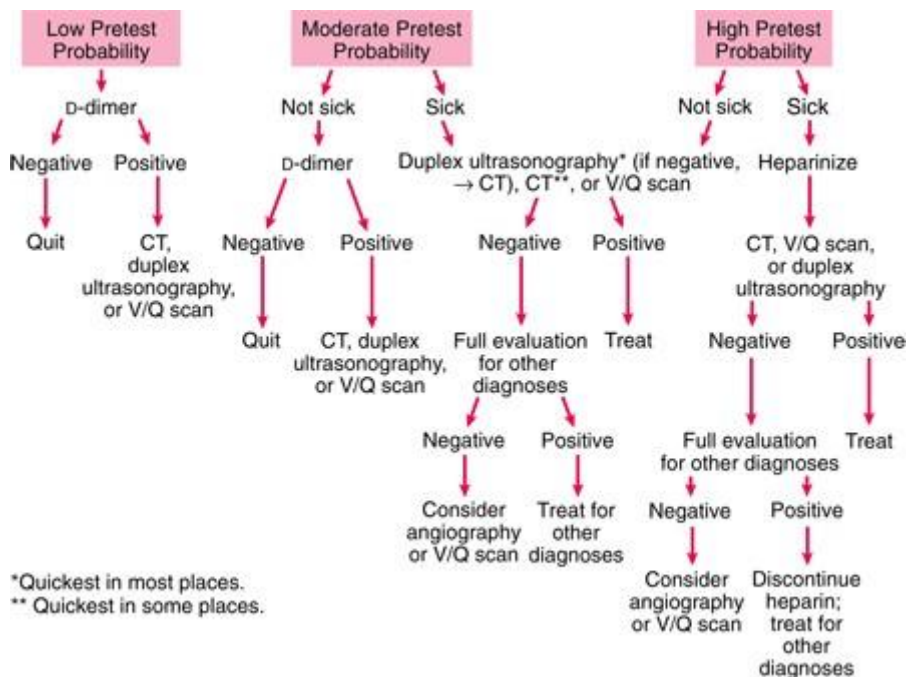 Low Pretest
Probability
Moderate Pretest
Probability
High Pretest
Probability
D-dimer
Not sick
Sick
Not sick
Sick
Negative
Positive
D-dimer
Duplex ultrasonography* (if negative,
→ CT), CT**, or V/Q scan
Heparinize
Quit
CT,
duplex
ultrasonography,
or V/Q scan
Negative
Positive
Negative
Positive
CT, V/Q scan,
or duplex
ultrasonography
Quit
CT, duplex
ultrasonography,
or V/Q scan
Full evaluation
for other
diagnoses
Treat
Negative
Positive
Negative
Positive
Full evaluation
for other diagnoses
Treat
Consider
angiography
or V/Q scan
Treat for
other
diagnoses
Negative
Positive
Consider
angiography
or V/Q scan
Discontinue
heparin;
treat for
other
diagnoses
*Quickest in most places.
** Quickest in some places.